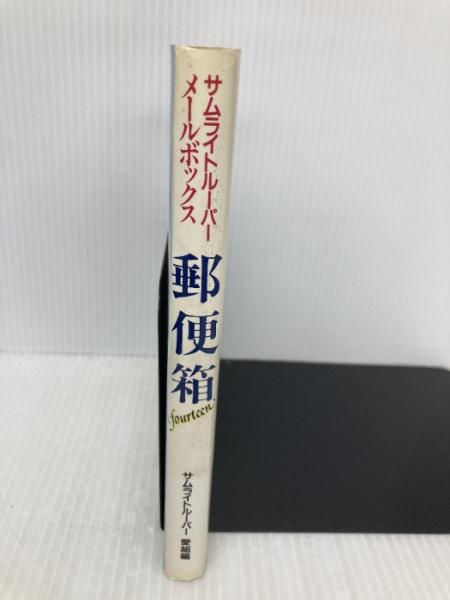 サムライトルーパー
メールボックス
郵便箱
fourteen
サムライトルーパー 愛組編